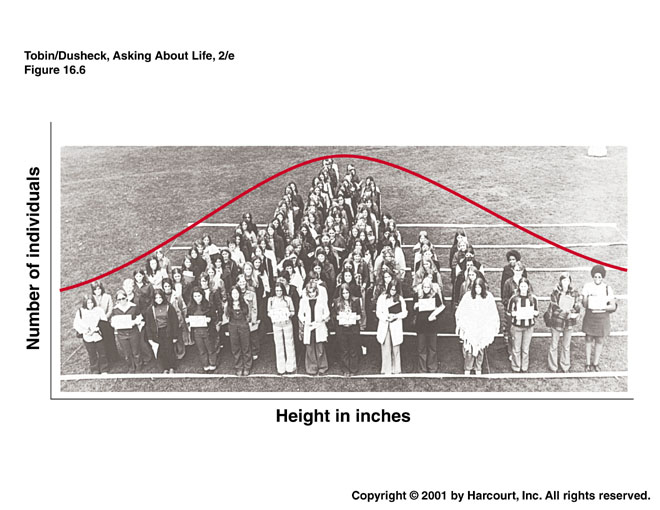 Tobin/Dusheck, Asking About Life, 2/e
Figure 16.6
Number of individuals
Height in inches
Copyright © 2001 by Harcourt, Inc. All rights reserved.